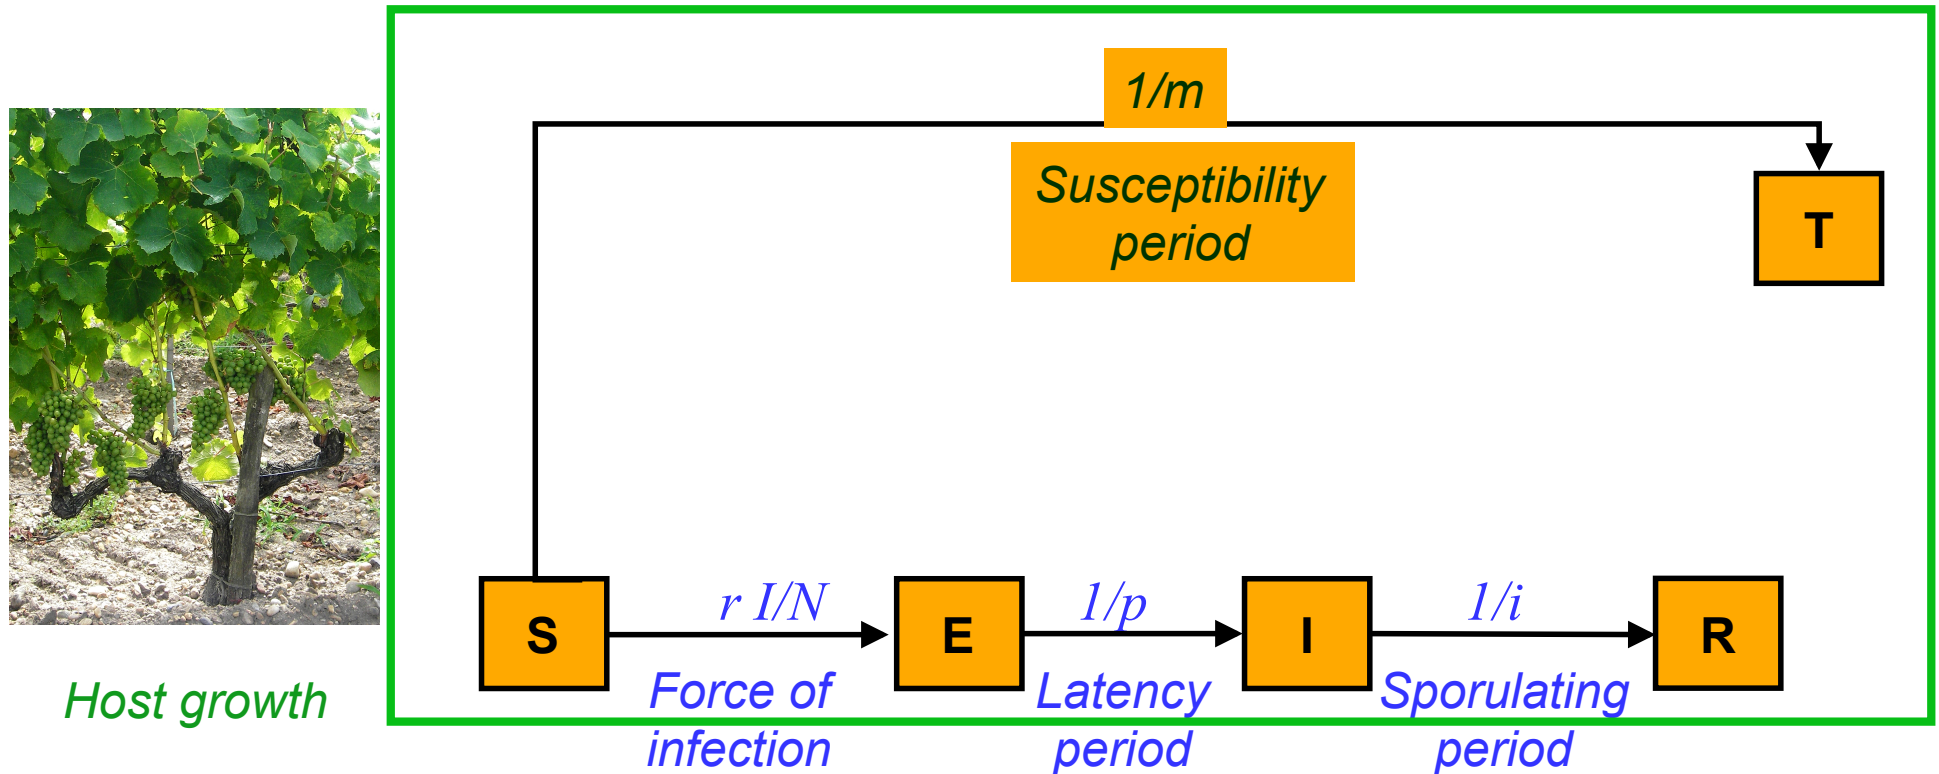 1/m
Susceptibility
period
T
S
r I/N
E
1/p
I
1/i
R
Host growth
Force of
infection
Latency
period
Sporulating
period